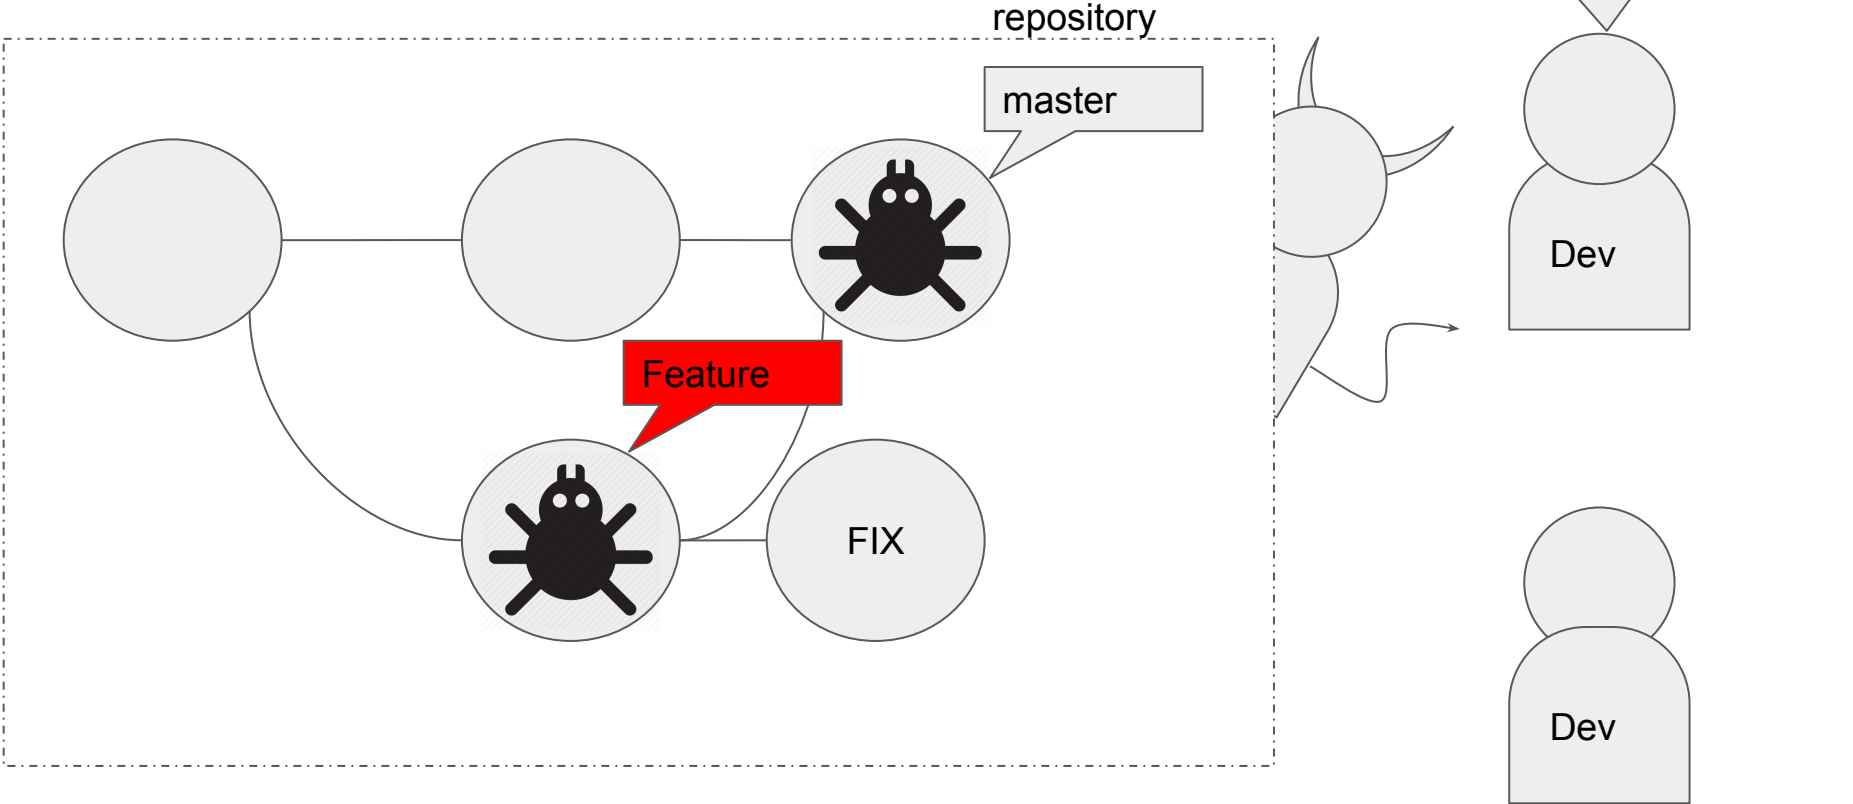 repository
master
Dev
Feature
FIX
Dev